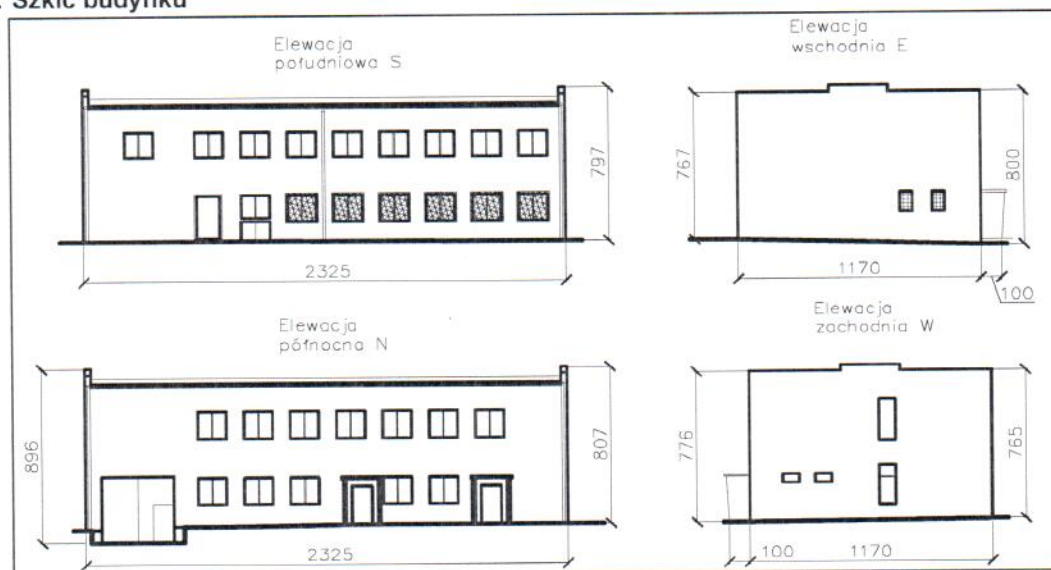 . Szkic budynku
Elewacja
południowa S
797
2325
Elewacja
wschodnia E
767
800
1170
100
Elewacja
północna N
896
807
2325
Elewacja
zachodnia W
776
765
100
1170